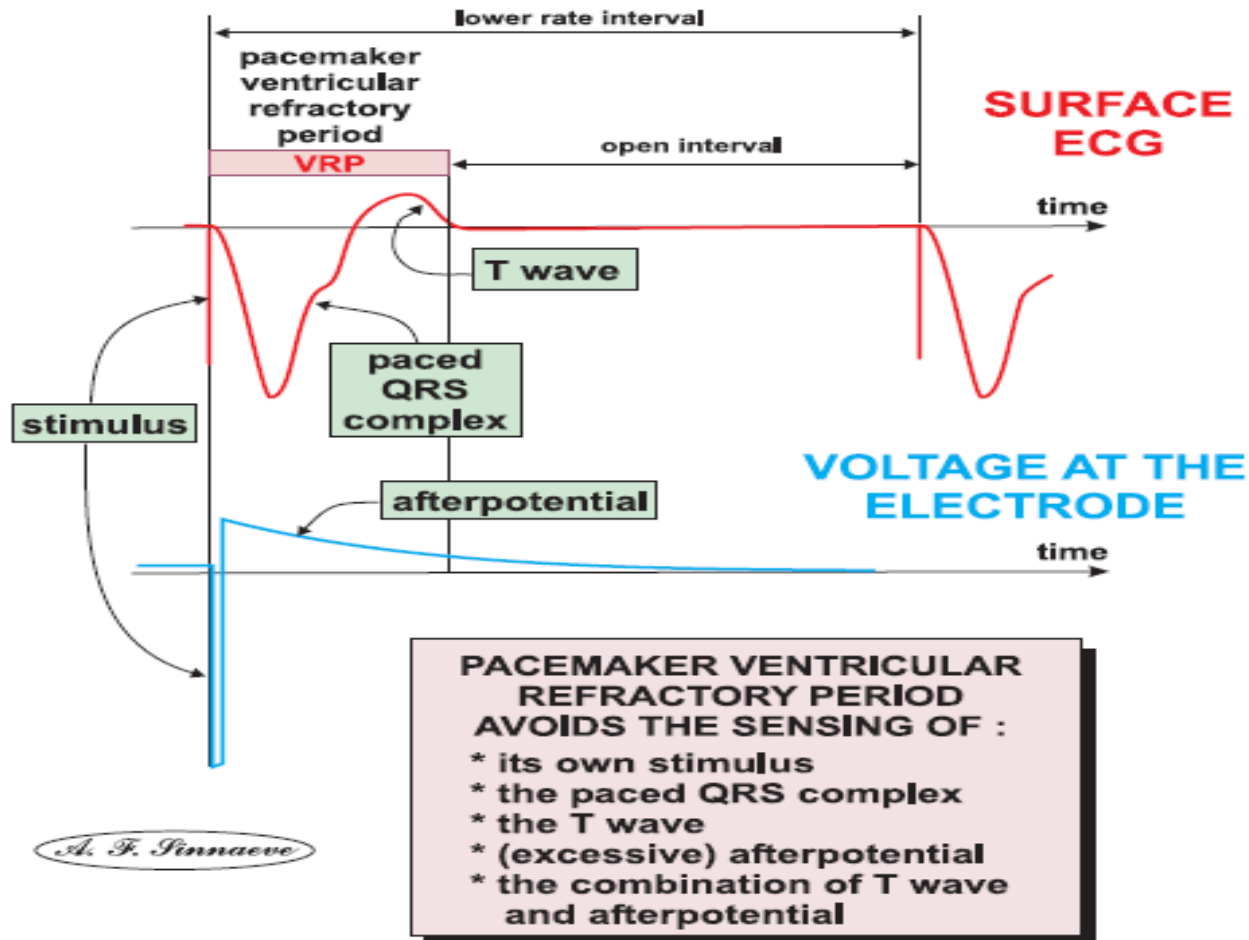 lower rate interval
pacemaker
ventricular
refractory
period
VRP
open interval
SURFACE
ECG
time
T wave
paced
QRS
complex
stimulus
VOLTAGE AT THE
ELECTRODE
afterpotential
time
PACEMAKER VENTRICULAR
REFRACTORY PERIOD
AVOIDS THE SENSING OF :
* its own stimulus
* the paced QRS complex
* the T wave
* (excessive) afterpotential
* the combination of T wave
and afterpotential
A. F. Sinnaeve